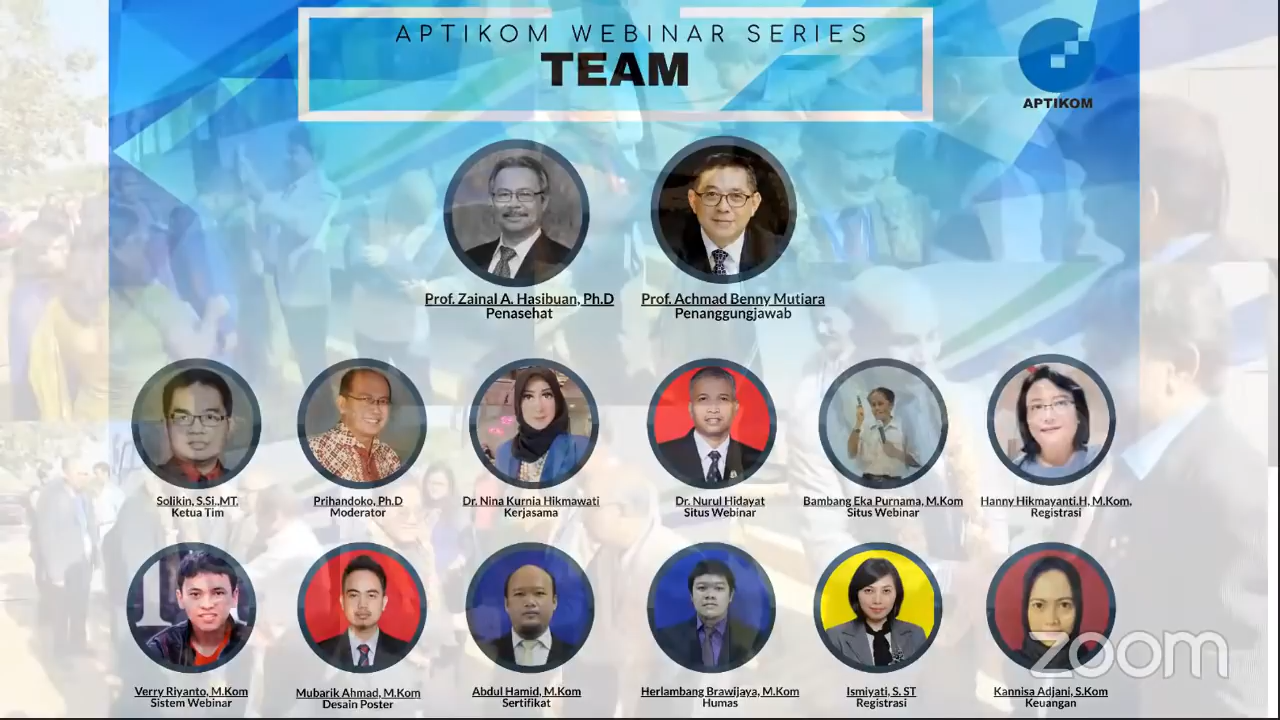 APTIKOM WEBINAR SERIES
TEAM
APTIKOM
Prof. Zainal A. Hasibuan, Ph.D
Penasehat
Prof. Achmad Benny Mutiara
Penanggungjawab
Solikin, S.Si.,MT.
Ketua Tim
Prihandoko, Ph.D
Moderator
Dr. Nina Kurnia Hikmawati
Kerjasama
Dr. Nurul Hidayat
Situs Webinar
Bambang Eka Purnama, M.Kom
Situs Webinar
Hanny Hikmayanti.H, M.Kom,
Registrasi
Verry Riyanto, M.Kom
Sistem Webinar
Mubarik Ahmad, M.Kom
Desain Poster
Abdul Hamid, M.Kom
Sertifikat
Herlambang Brawijaya, M.Kom
Humas
Ismiyati, S. ST
Registrasi
Kannisa Adjani, S.Kom
Keuangan
zoom